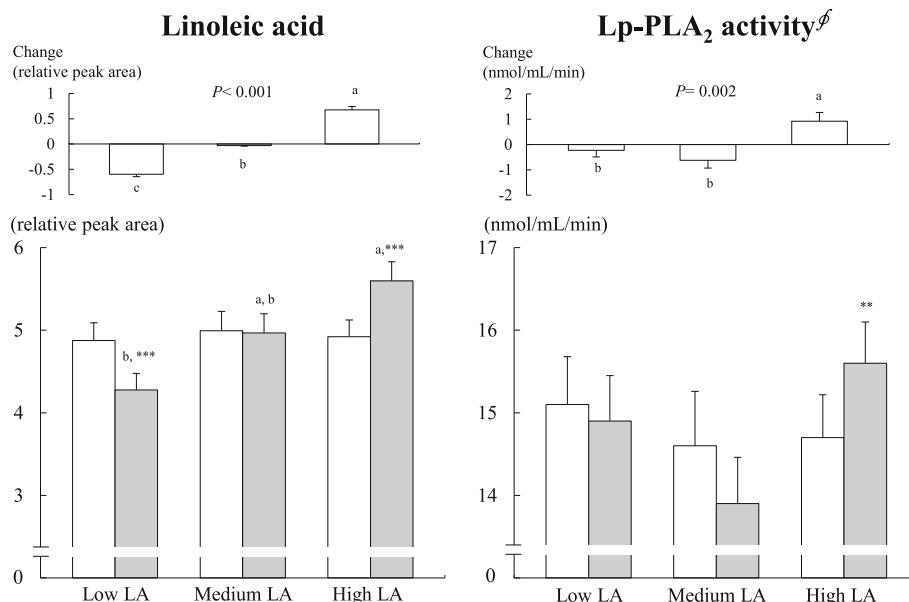 Linoleic acid
Change
(relative peak area)
P< 0.001
1
0.5
0
-0.5
-1
c
b
a
(relative peak area)
6
5
4
3
0
b, ***
a, b
a,***
Low LA
Medium LA
High LA
Lp-PLA₂ activity∮
Change
(nmol/mL/min)
P= 0.002
2
1
0
-1
-2
b
b
a
(nmol/mL/min)
17
16
15
14
0
**
Low LA
Medium LA
High LA